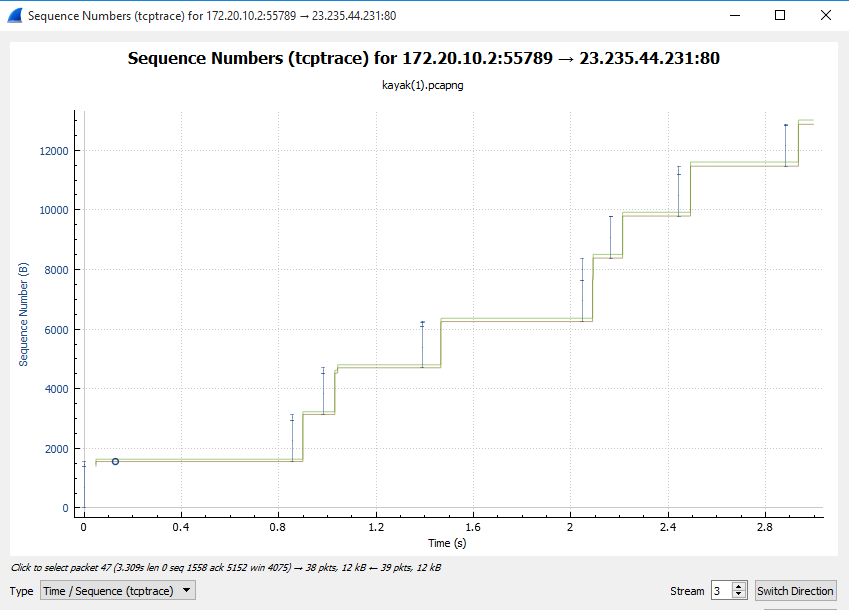 Sequence Numbers (tcptrace) for 172.20.10.2:55789 → 23.235.44.231:80
Sequence Numbers (tcptrace) for 172.20.10.2:55789 → 23.235.44.231:80
kayak(1).pcapng
Sequence Number (B)
12000
10000
8000
6000
4000
2000
0
0 0.4 0.8 1.2 1.6 2 2.4 2.8
Time (s)
Click to select packet 47 (3.309s len 0 seq 1558 ack 5152 win 4075) → 38 pkts, 12 kB ← 39 pkts, 12 kB
Type Time / Sequence (tcptrace) Stream 3 Switch Direction